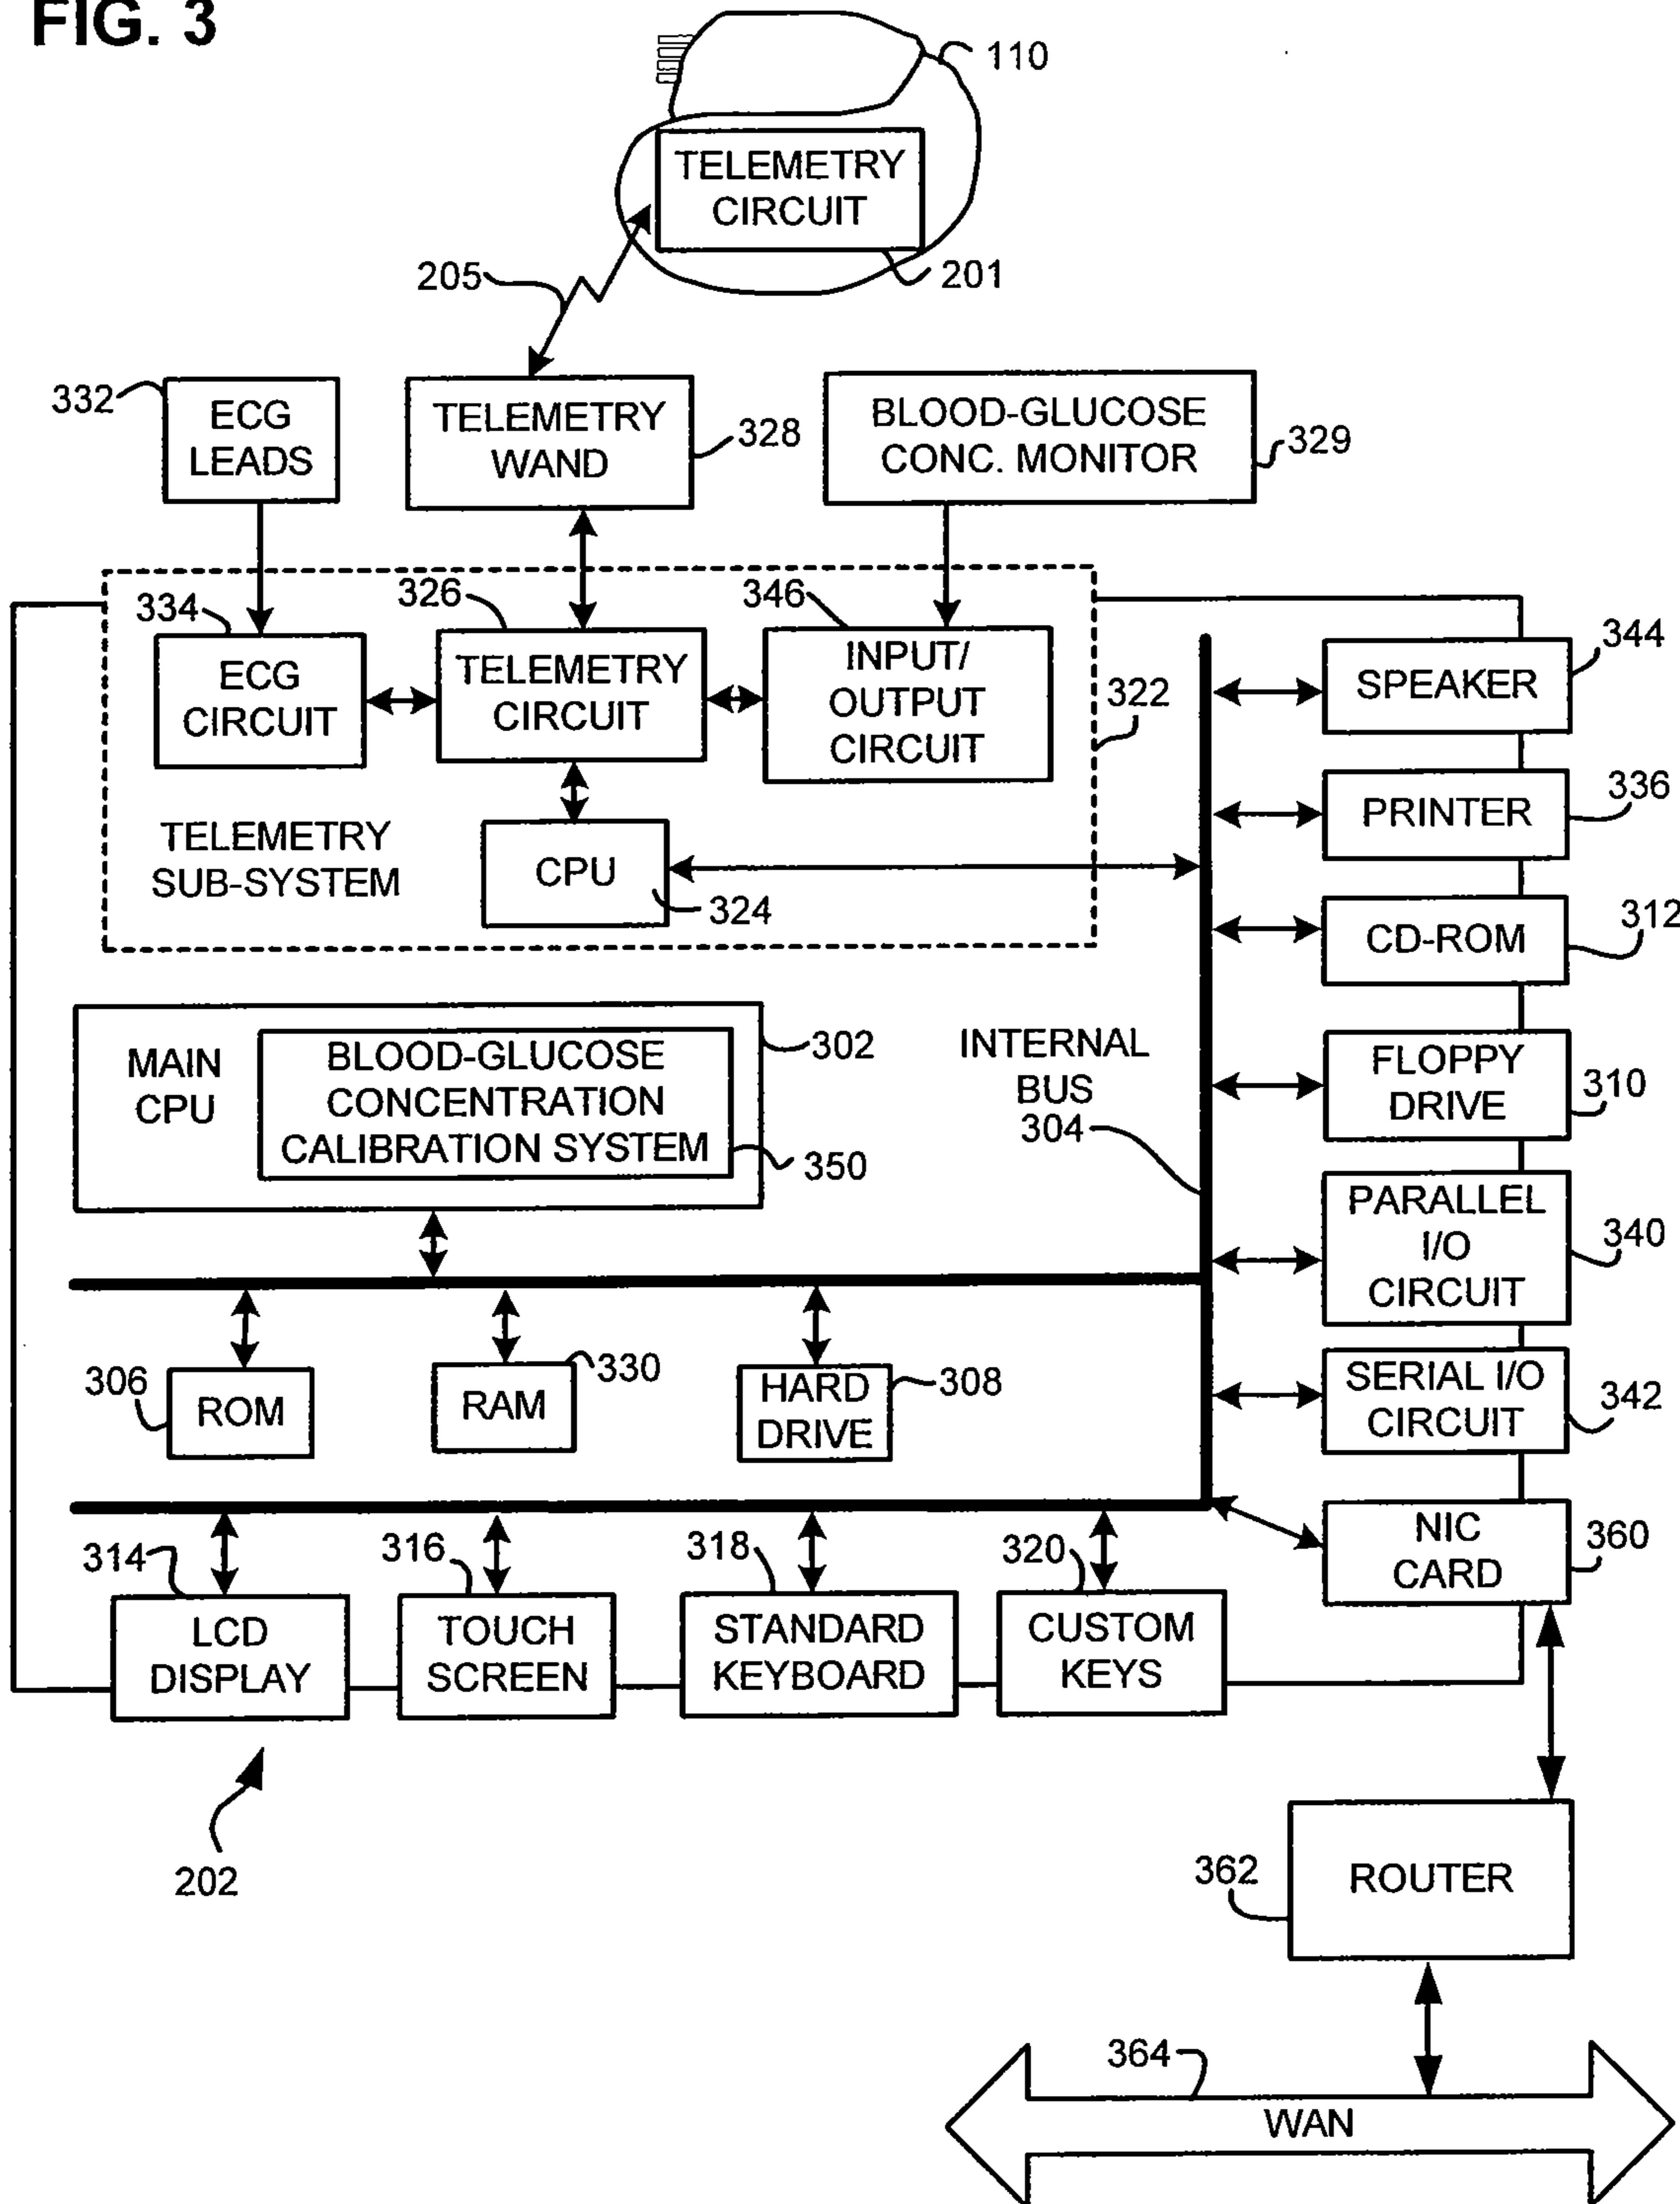 FIG. 3
110
TELEMETRY
CIRCUIT
201
205
332
ECG
LEADS
TELEMETRY
WAND
328
BLOOD-GLUCOSE
CONC. MONITOR
329
334
326
346
ECG
CIRCUIT
TELEMETRY
CIRCUIT
INPUT/
OUTPUT
CIRCUIT
322
TELEMETRY
SUB-SYSTEM
CPU
324
SPEAKER
344
PRINTER
336
CD-ROM
312
MAIN
CPU
BLOOD-GLUCOSE
CONCENTRATION
CALIBRATION SYSTEM
302
350
INTERNAL
BUS
304
FLOPPY
DRIVE
310
PARALLEL
I/O
CIRCUIT
340
306
ROM
330
RAM
HARD
DRIVE
308
SERIAL I/O
CIRCUIT
342
NIC
CARD
360
314
316
318
320
LCD
DISPLAY
TOUCH
SCREEN
STANDARD
KEYBOARD
CUSTOM
KEYS
202
362
ROUTER
364
WAN